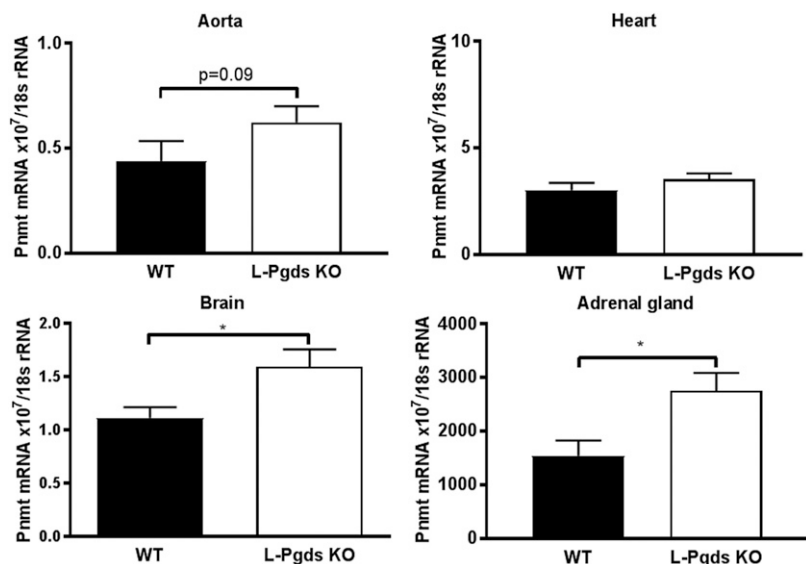 Aorta
Pnmt mRNA x10⁷/18s rRNA
1.0
0.5
0.0
p=0.09
WT
L-Pgds KO
Heart
Pnmt mRNA x10⁷/18s rRNA
10
5
0
WT
L-Pgds KO
Brain
Pnmt mRNA x10⁷/18s rRNA
2.0
1.5
1.0
0.5
0.0
*
WT
L-Pgds KO
Adrenal gland
Pnmt mRNA x10⁷/18s rRNA
4000
3000
2000
1000
0
*
WT
L-Pgds KO